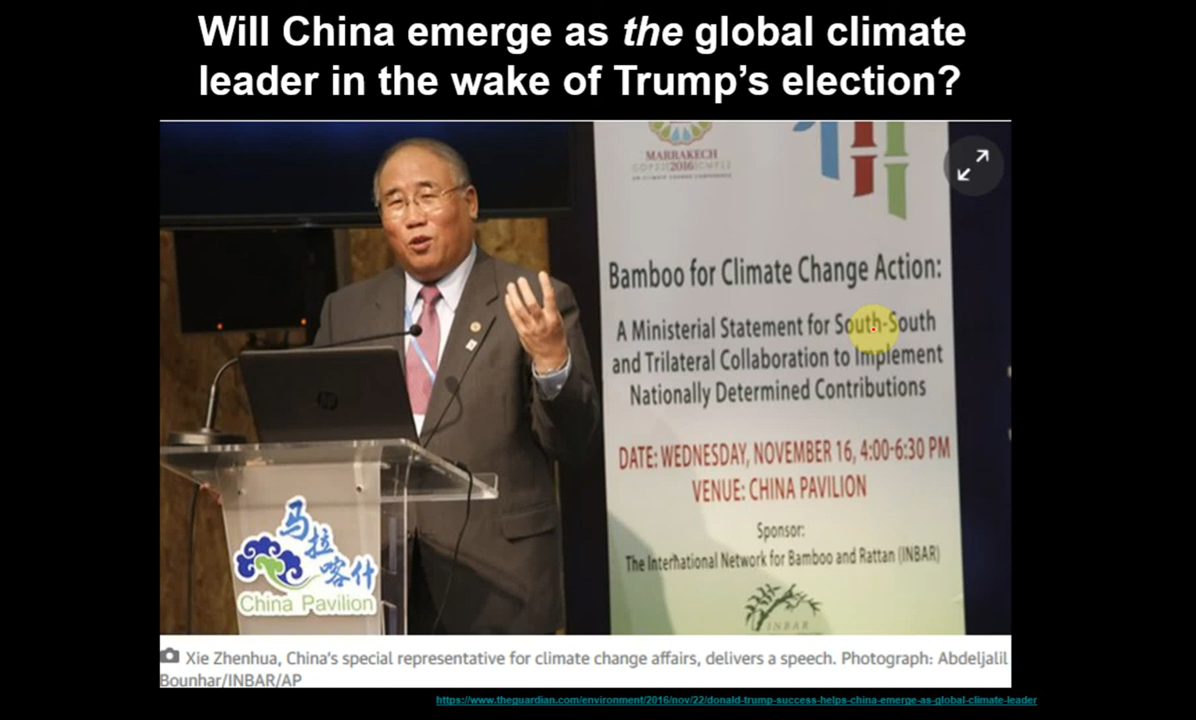 Will China emerge as the global climate
leader in the wake of Trump's election?
MARRAKECH
2016
UN CLIMATE CHANGE CONFERENCE
Bamboo for Climate Change Action:
A Ministerial Statement for South-South
and Trilateral Collaboration to Implement
Nationally Determined Contributions
DATE: WEDNESDAY, NOVEMBER 16, 4:00-6:30 PM
VENUE: CHINA PAVILION
Sponsor:
The International Network for Bamboo and Rattan (INBAR)
INBAR
hp
马拉喀什
China Pavilion
Xie Zhenhua, China's special representative for climate change affairs, delivers a speech. Photograph: Abdeljalil
Bounhar/INBAR/AP
https://www.theguardian.com/environment/2016/nov/22/donald-trump-success-helps-china-emerge-as-global-climate-leader